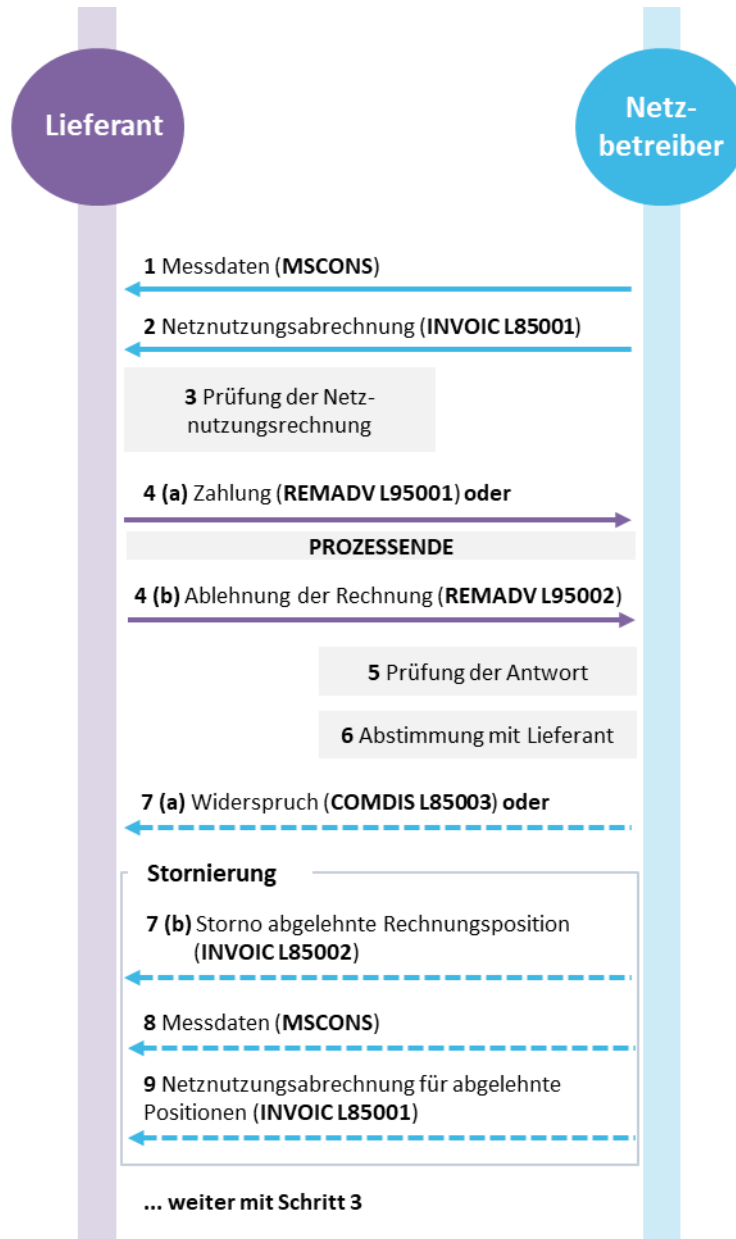 Lieferant
Netz-
betreiber
1 Messdaten (MSCONS)
2 Netznutzungsabrechnung (INVOIC L85001)
3 Prüfung der Netz-
nutzungsrechnung
4 (a) Zahlung (REMADV L95001) oder
PROZESSENDE
4 (b) Ablehnung der Rechnung (REMADV L95002)
5 Prüfung der Antwort
6 Abstimmung mit Lieferant
7 (a) Widerspruch (COMDIS L85003) oder
Stornierung
7 (b) Storno abgelehnte Rechnungsposition
(INVOIC L85002)
8 Messdaten (MSCONS)
9 Netznutzungsabrechnung für abgelehnte
Positionen (INVOIC L85001)
... weiter mit Schritt 3